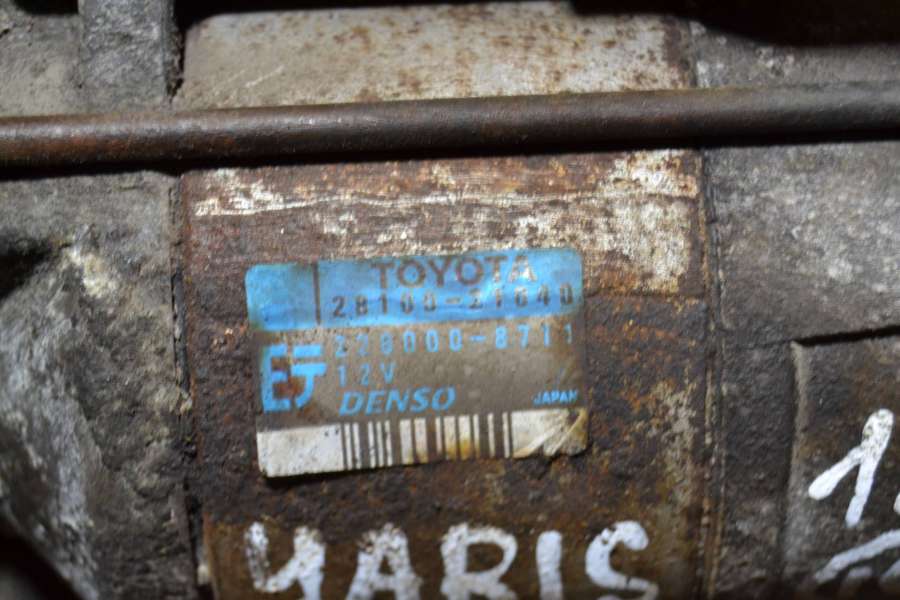 TOYOTA
28100-21040
228000-8711
12V
DENSO
JAPAN
YARIS